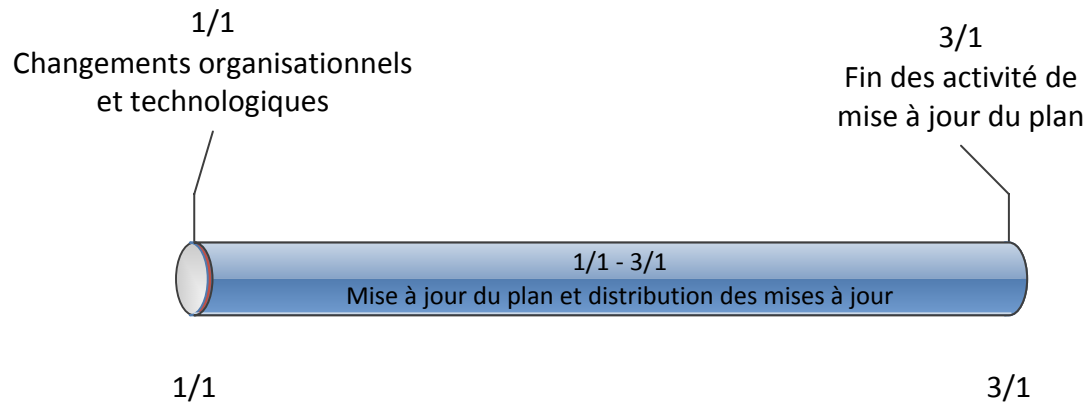 1/1
Changements organisationnels
et technologiques
3/1
Fin des activité de
mise à jour du plan
1/1 - 3/1
Mise à jour du plan et distribution des mises à jour
1/1
3/1